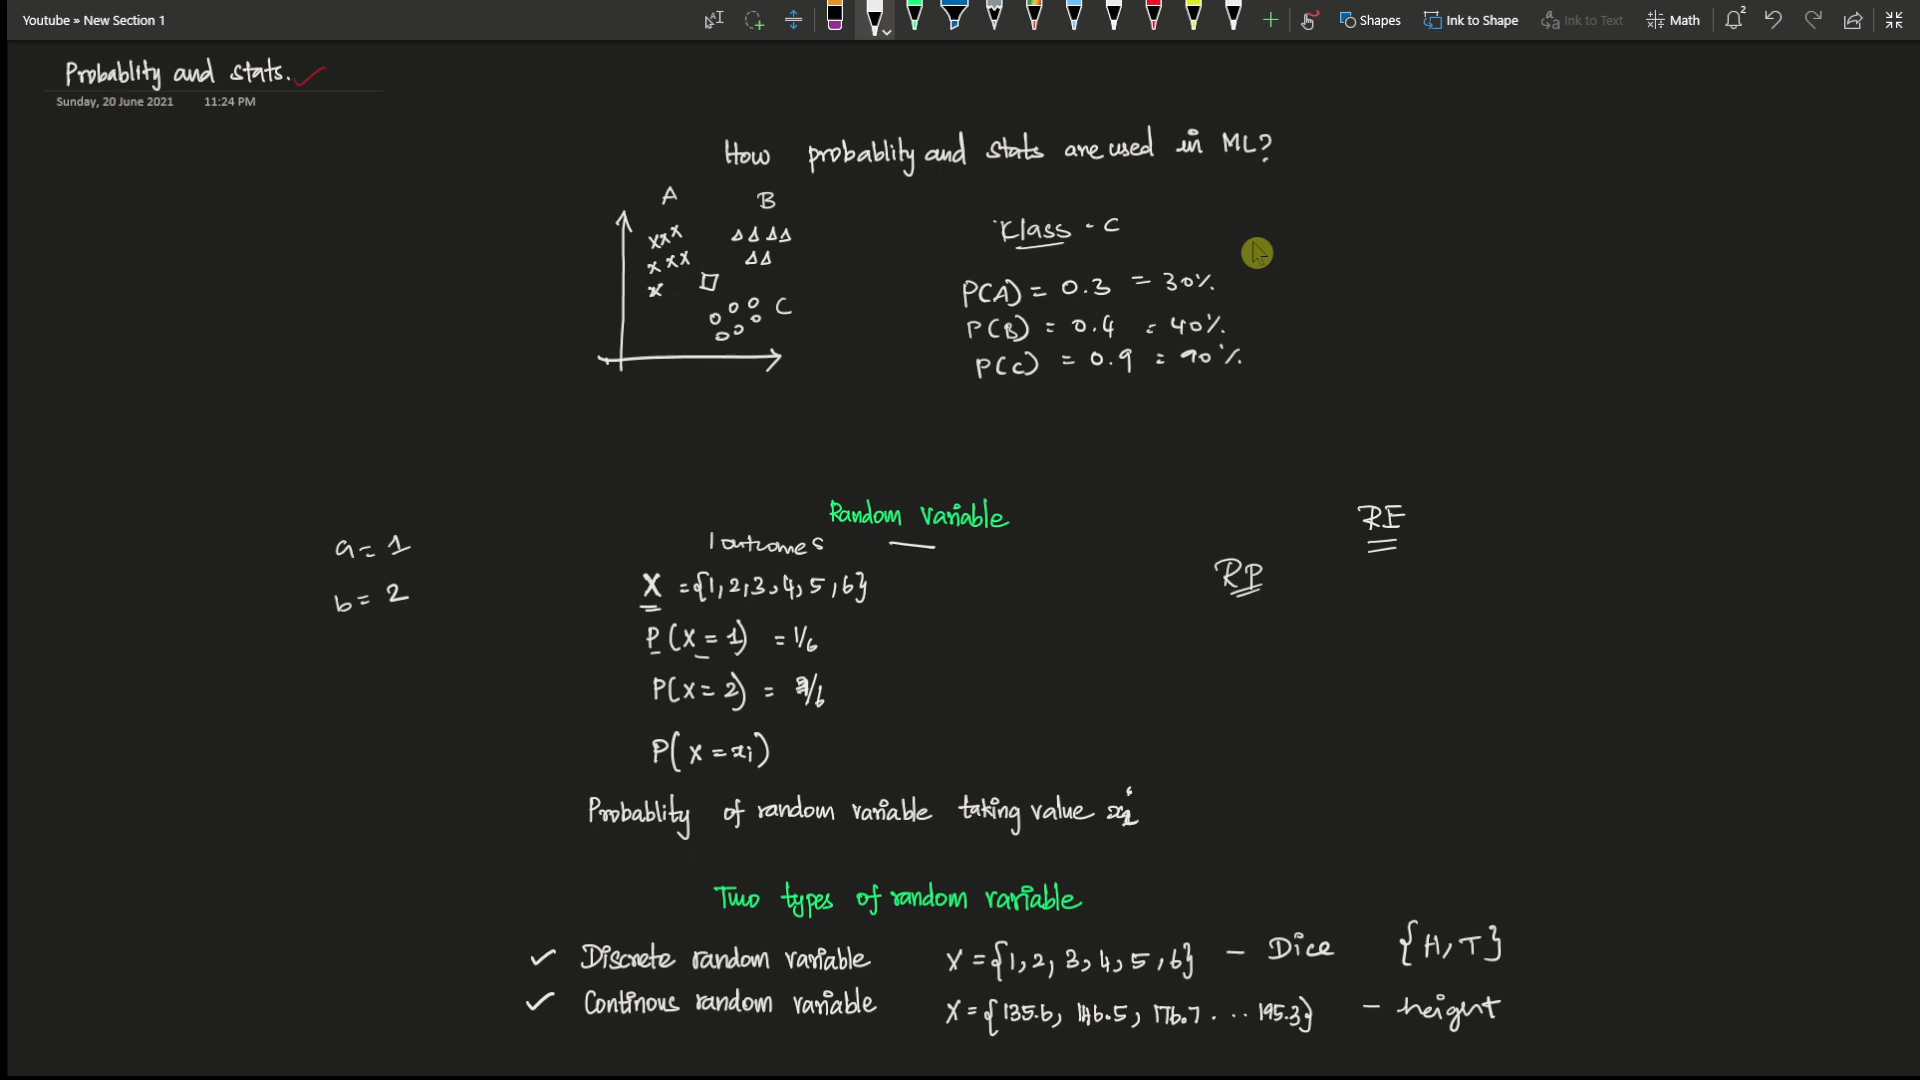 Youtube » New Section 1
Shapes
Ink to Shape
Ink to Text
Math
2
Probablity and stats.
Sunday, 20 June 2021 11:24 PM
How probablity and stats are used in ML?
A B
C
Klass - C
P(A) = 0.3 = 30%
P(B) = 0.4 = 40%
P(C) = 0.9 = 90%
Random variable
RE
RP
a = 1
b = 2
outcomes
X = {1, 2, 3, 4, 5, 6}
P(X = 1) = 1/6
P(X = 2) = /6
P(X = xi)
Probablity of random variable taking value xi
Two types of random variable
✓ Discrete random variable X = {1, 2, 3, 4, 5, 6} - Dice {H, T}
✓ Continous random variable X = {135.6, 146.5, 176.7 . .. 195.3} - height